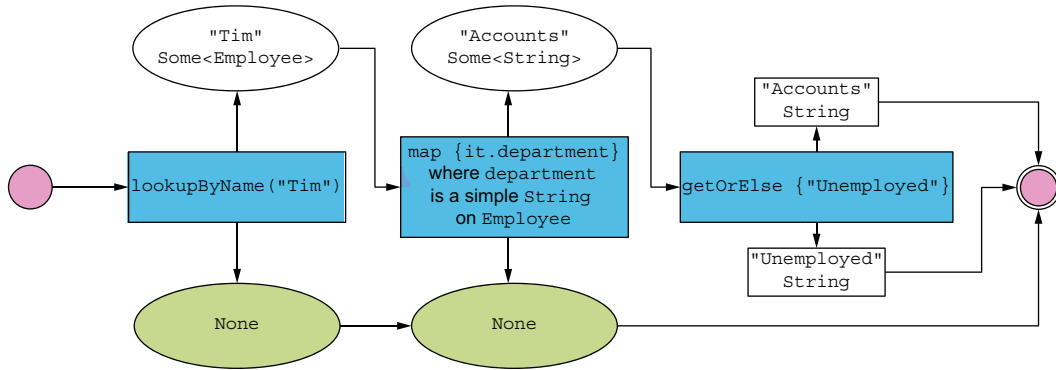 "Tim"
Some<Employee>
"Accounts"
Some<String>
"Accounts"
String
lookupByName("Tim")
map {it.department}
where department
is a simple String
on Employee
getOrElse {"Unemployed"}
"Unemployed"
String
None
None